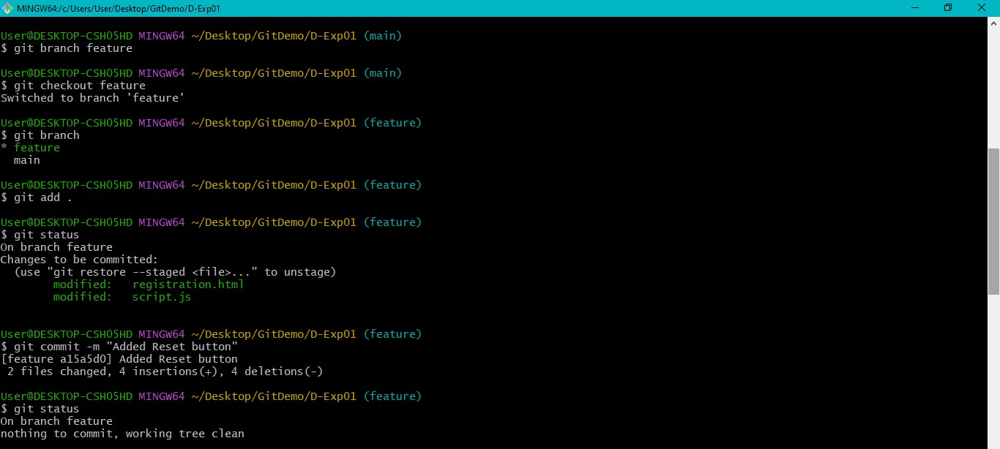 MINGW64:/c/Users/User/Desktop/GitDemo/D-Exp01
User@DESKTOP-CSH05HD MINGW64 ~/Desktop/GitDemo/D-Exp01 (main)
$ git branch feature
User@DESKTOP-CSH05HD MINGW64 ~/Desktop/GitDemo/D-Exp01 (main)
$ git checkout feature
Switched to branch 'feature'
User@DESKTOP-CSH05HD MINGW64 ~/Desktop/GitDemo/D-Exp01 (feature)
$ git branch
* feature
  main
User@DESKTOP-CSH05HD MINGW64 ~/Desktop/GitDemo/D-Exp01 (feature)
$ git add .
User@DESKTOP-CSH05HD MINGW64 ~/Desktop/GitDemo/D-Exp01 (feature)
$ git status
On branch feature
Changes to be committed:
  (use "git restore --staged <file>..." to unstage)
        modified:   registration.html
        modified:   script.js
User@DESKTOP-CSH05HD MINGW64 ~/Desktop/GitDemo/D-Exp01 (feature)
$ git commit -m "Added Reset button"
[feature a15a5d0] Added Reset button
 2 files changed, 4 insertions(+), 4 deletions(-)
User@DESKTOP-CSH05HD MINGW64 ~/Desktop/GitDemo/D-Exp01 (feature)
$ git status
On branch feature
nothing to commit, working tree clean